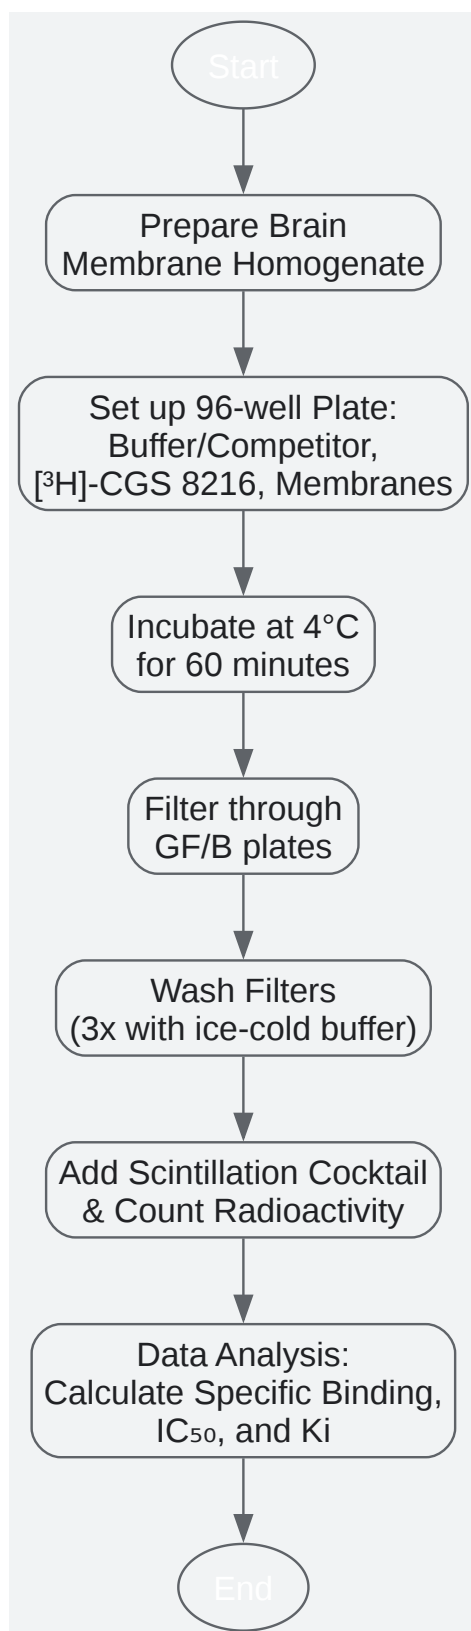 Start
Prepare Brain
Membrane Homogenate
Set up 96-well Plate:
Buffer/Competitor,
[³H]-CGS 8216, Membranes
Incubate at 4°C
for 60 minutes
Filter through
GF/B plates
Wash Filters
(3x with ice-cold buffer)
Add Scintillation Cocktail
& Count Radioactivity
Data Analysis:
Calculate Specific Binding,
IC₅₀, and Ki
End